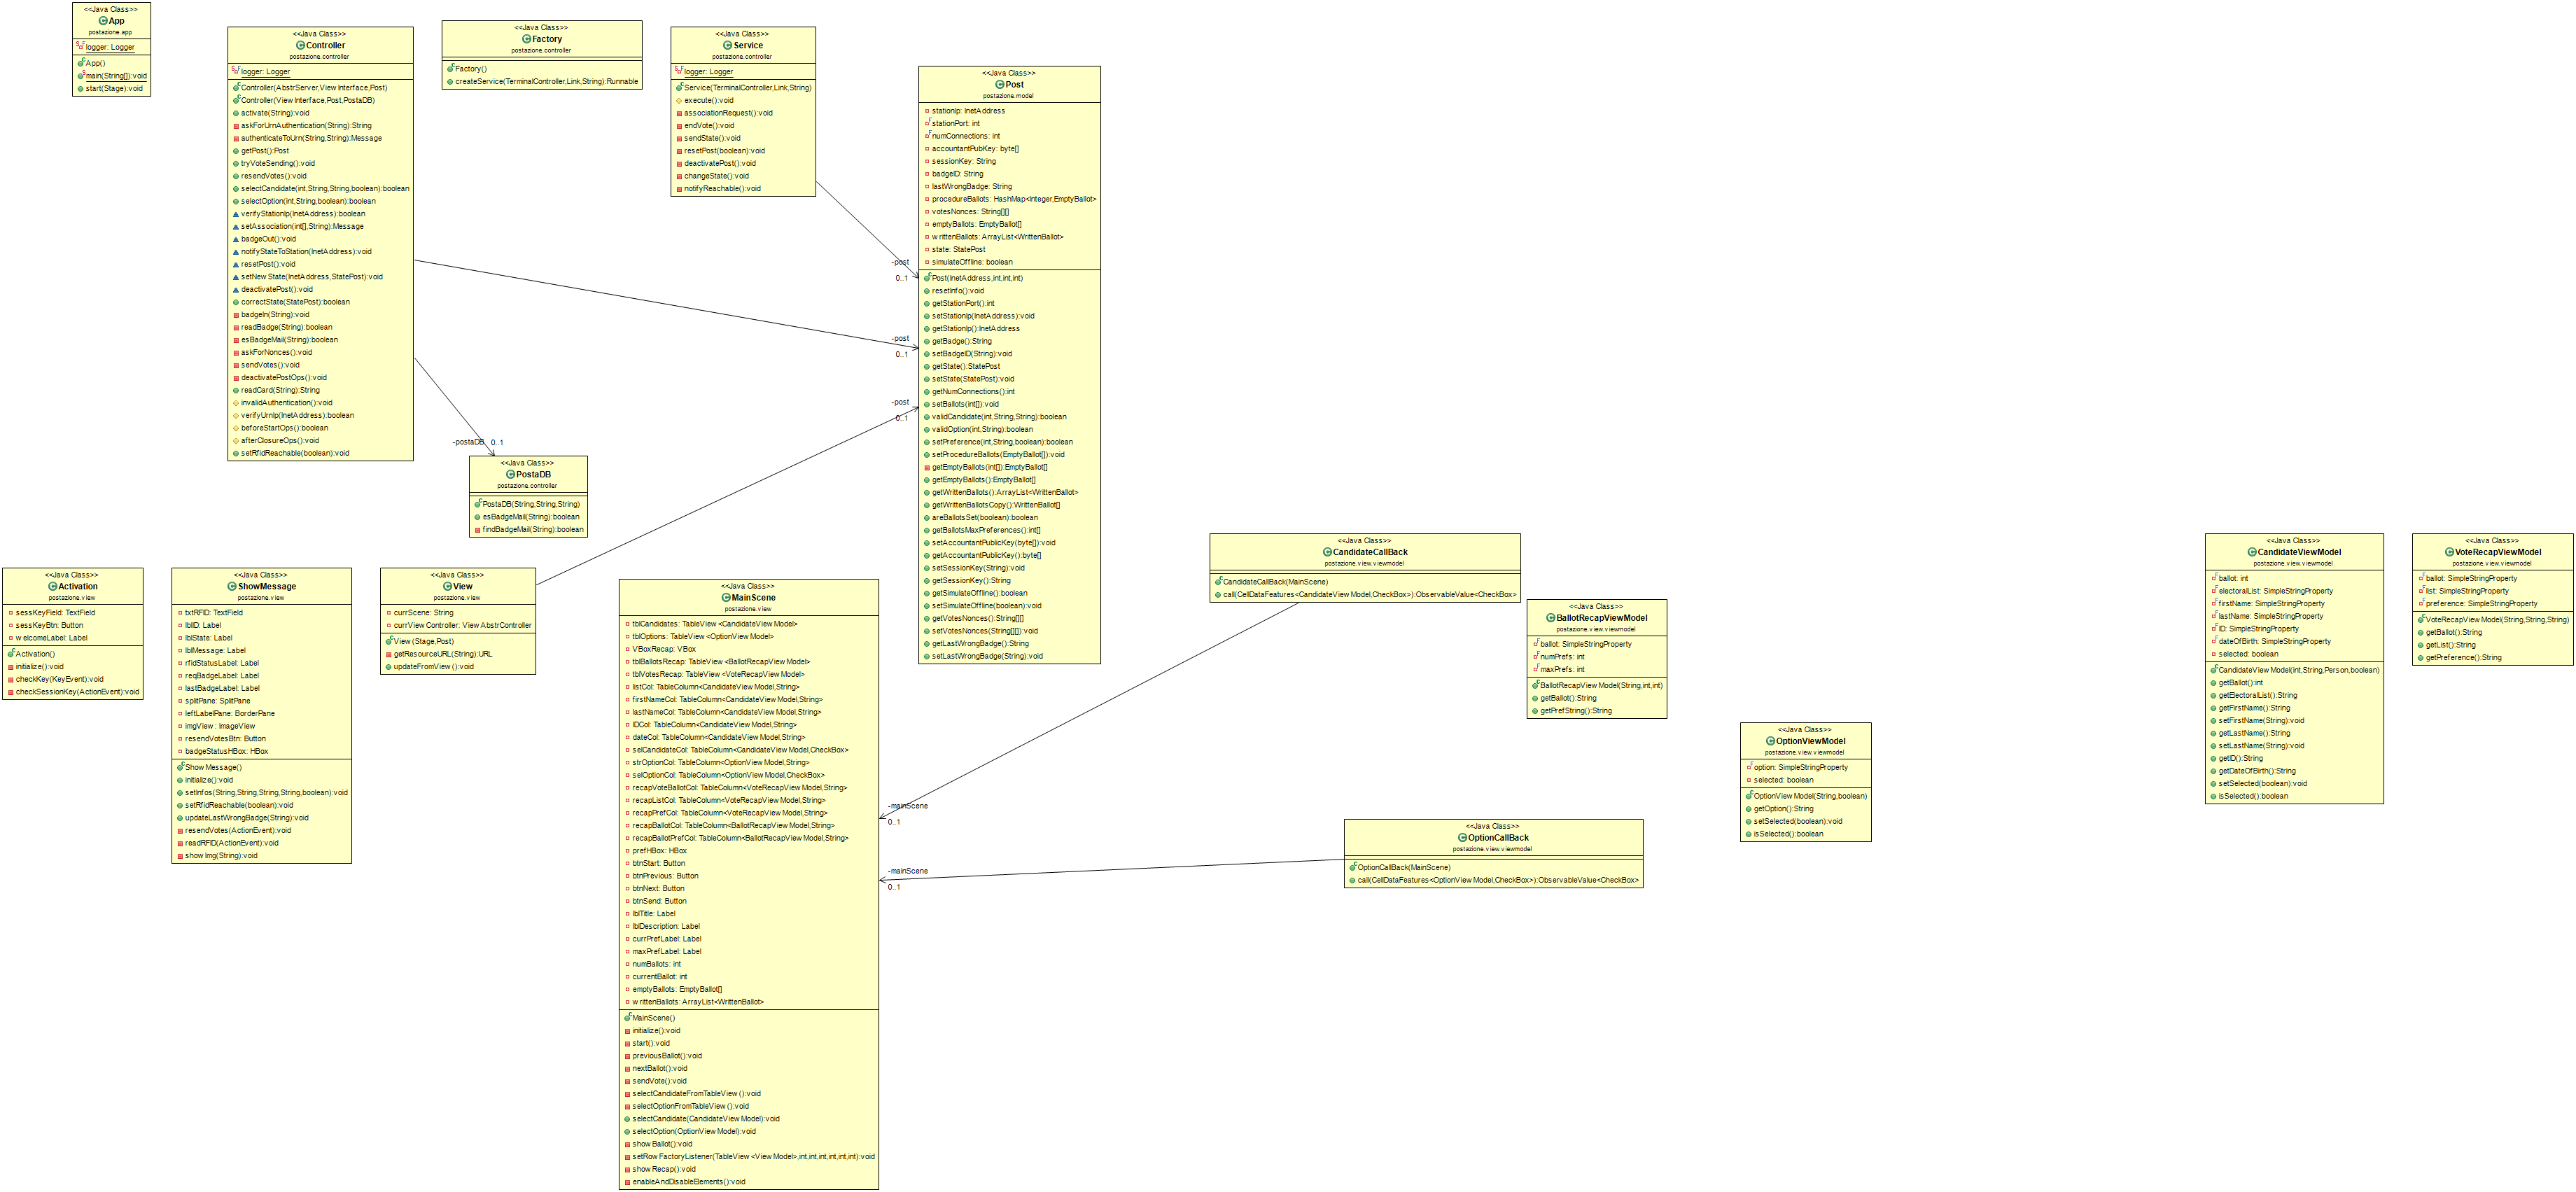 <<Java Class>>
App
postazione.app
logger: Logger
App()
main(String[]):void
start(Stage):void
<<Java Class>>
Controller
postazione.controller
logger: Logger
Controller(AbstrServer,ViewInterface,Post)
Controller(ViewInterface,Post,PostaDB)
activate(String):void
askForUrnAuthentication(String):String
authenticateToUrn(String,String):Message
getPost():Post
tryVoteSending():void
resendVotes():void
selectCandidate(int,String,String,boolean):boolean
selectOption(int,String,boolean):boolean
verifyStationIp(InetAddress):boolean
setAssociation(int[],String):Message
badgeOut():void
notifyStateToStation(InetAddress):void
resetPost():void
setNewState(InetAddress,StatePost):void
deactivatePost():void
correctState(StatePost):boolean
badgeIn(String):void
readBadge(String):boolean
esBadgeMail(String):boolean
askForNonces():void
sendVotes():void
deactivatePostOps():void
readCard(String):String
invalidAuthentication():void
verifyUrnIp(InetAddress):boolean
beforeStartOps():boolean
afterClosureOps():void
setRfidReachable(boolean):void
<<Java Class>>
Factory
postazione.controller
Factory()
createService(TerminalController,Link,String):Runnable
<<Java Class>>
Service
postazione.controller
logger: Logger
Service(TerminalController,Link,String)
execute():void
associationRequest():void
endVote():void
sendState():void
resetPost(boolean):void
deactivatePost():void
changeState():void
notifyReachable():void
<<Java Class>>
Post
postazione.model
stationIp: InetAddress
stationPort: int
numConnections: int
accountantPubKey: byte[]
sessionKey: String
badgeID: String
lastWrongBadge: String
procedureBallots: HashMap<Integer,EmptyBallot>
votesNonces: String[][]
emptyBallots: EmptyBallot[]
writtenBallots: ArrayList<WrittenBallot>
state: StatePost
simulateOffline: boolean
Post(InetAddress,int,int,int)
resetInfo():void
getStationPort():int
setStationIp(InetAddress):void
getStationIp():InetAddress
getBadge():String
setBadgeID(String):void
getState():StatePost
setState(StatePost):void
getNumConnections():int
setBallots(int[]):void
validCandidate(int,String,String):boolean
validOption(int,String):boolean
setPreference(int,String,boolean):boolean
setProcedureBallots(EmptyBallot[]):void
getEmptyBallots(int[]):EmptyBallot[]
getEmptyBallots():EmptyBallot[]
getWrittenBallots():ArrayList<WrittenBallot>
getWrittenBallotsCopy():WrittenBallot[]
areBallotsSet(boolean):boolean
getBallotsMaxPreferences():int[]
setAccountantPublicKey(byte[]):void
getAccountantPublicKey():byte[]
setSessionKey(String):void
getSessionKey():String
getSimulateOffline():boolean
setSimulateOffline(boolean):void
getVotesNonces():String[][]
setVotesNonces(String[][]):void
getLastWrongBadge():String
setLastWrongBadge(String):void
-post
0..1
-post
0..1
-post
0..1
-postaDB
0..1
<<Java Class>>
PostaDB
postazione.controller
PostaDB(String,String,String)
esBadgeMail(String):boolean
findBadgeMail(String):boolean
<<Java Class>>
Activation
postazione.view
sessKeyField: TextField
sessKeyBtn: Button
welcomeLabel: Label
Activation()
initialize():void
checkKey(KeyEvent):void
checkSessionKey(ActionEvent):void
<<Java Class>>
ShowMessage
postazione.view
txtRFID: TextField
lblID: Label
lblState: Label
lblMessage: Label
rfidStatusLabel: Label
reqBadgeLabel: Label
lastBadgeLabel: Label
splitPane: SplitPane
leftLabelPane: BorderPane
imgView: ImageView
resendVotesBtn: Button
badgeStatusHBox: HBox
ShowMessage()
initialize():void
setInfos(String,String,String,String,boolean):void
setRfidReachable(boolean):void
updateLastWrongBadge(String):void
resendVotes(ActionEvent):void
readRFID(ActionEvent):void
showImg(String):void
<<Java Class>>
View
postazione.view
currScene: String
currViewController: ViewAbstrController
View(Stage,Post)
getResourceURL(String):URL
updateFromView():void
<<Java Class>>
MainScene
postazione.view
tblCandidates: TableView<CandidateViewModel>
tblOptions: TableView<OptionViewModel>
VBoxRecap: VBox
tblBallotsRecap: TableView<BallotRecapViewModel>
tblVotesRecap: TableView<VoteRecapViewModel>
listCol: TableColumn<CandidateViewModel,String>
firstNameCol: TableColumn<CandidateViewModel,String>
lastNameCol: TableColumn<CandidateViewModel,String>
IDCol: TableColumn<CandidateViewModel,String>
dateCol: TableColumn<CandidateViewModel,String>
selCandidateCol: TableColumn<CandidateViewModel,CheckBox>
strOptionCol: TableColumn<OptionViewModel,String>
selOptionCol: TableColumn<OptionViewModel,CheckBox>
recapVoteBallotCol: TableColumn<VoteRecapViewModel,String>
recapListCol: TableColumn<VoteRecapViewModel,String>
recapPrefCol: TableColumn<VoteRecapViewModel,String>
recapBallotCol: TableColumn<BallotRecapViewModel,String>
recapBallotPrefCol: TableColumn<BallotRecapViewModel,String>
prefHBox: HBox
btnStart: Button
btnPrevious: Button
btnNext: Button
btnSend: Button
lblTitle: Label
lblDescription: Label
currPrefLabel: Label
maxPrefLabel: Label
numBallots: int
currentBallot: int
emptyBallots: EmptyBallot[]
writtenBallots: ArrayList<WrittenBallot>
MainScene()
initialize():void
start():void
previousBallot():void
nextBallot():void
sendVote():void
selectCandidateFromTableView():void
selectOptionFromTableView():void
selectCandidate(CandidateViewModel):void
selectOption(OptionViewModel):void
showBallot():void
setRowFactoryListener(TableView<ViewModel>,int,int,int,int,int,int):void
showRecap():void
enableAndDisableElements():void
<<Java Class>>
CandidateCallBack
postazione.view.viewmodel
CandidateCallBack(MainScene)
call(CellDataFeatures<CandidateViewModel,CheckBox>):ObservableValue<CheckBox>
-mainScene
0..1
-mainScene
0..1
<<Java Class>>
BallotRecapViewModel
postazione.view.viewmodel
ballot: SimpleStringProperty
numPrefs: int
maxPrefs: int
BallotRecapViewModel(String,int,int)
getBallot():String
getPrefString():String
<<Java Class>>
OptionCallBack
postazione.view.viewmodel
OptionCallBack(MainScene)
call(CellDataFeatures<OptionViewModel,CheckBox>):ObservableValue<CheckBox>
<<Java Class>>
OptionViewModel
postazione.view.viewmodel
option: SimpleStringProperty
selected: boolean
OptionViewModel(String,boolean)
getOption():String
setSelected(boolean):void
isSelected():boolean
<<Java Class>>
CandidateViewModel
postazione.view.viewmodel
ballot: int
electoralList: SimpleStringProperty
firstName: SimpleStringProperty
lastName: SimpleStringProperty
ID: SimpleStringProperty
dateOfBirth: SimpleStringProperty
selected: boolean
CandidateViewModel(int,String,Person,boolean)
getBallot():int
getElectoralList():String
getFirstName():String
setFirstName(String):void
getLastName():String
setLastName(String):void
getID():String
getDateOfBirth():String
setSelected(boolean):void
isSelected():boolean
<<Java Class>>
VoteRecapViewModel
postazione.view.viewmodel
ballot: SimpleStringProperty
list: SimpleStringProperty
preference: SimpleStringProperty
VoteRecapViewModel(String,String,String)
getBallot():String
getList():String
getPreference():String